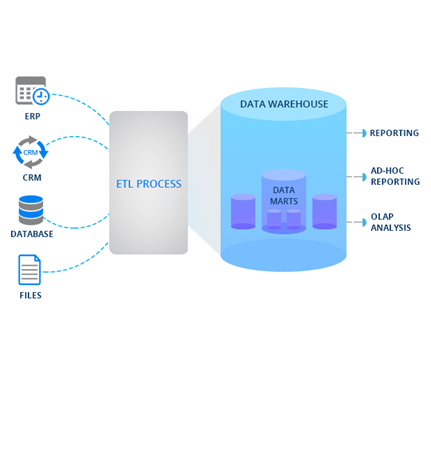 ERP
CRM
CRM
DATABASE
FILES
ETL PROCESS
DATA WAREHOUSE
DATA
MARTS
REPORTING
AD-HOC
REPORTING
OLAP
ANALYSIS